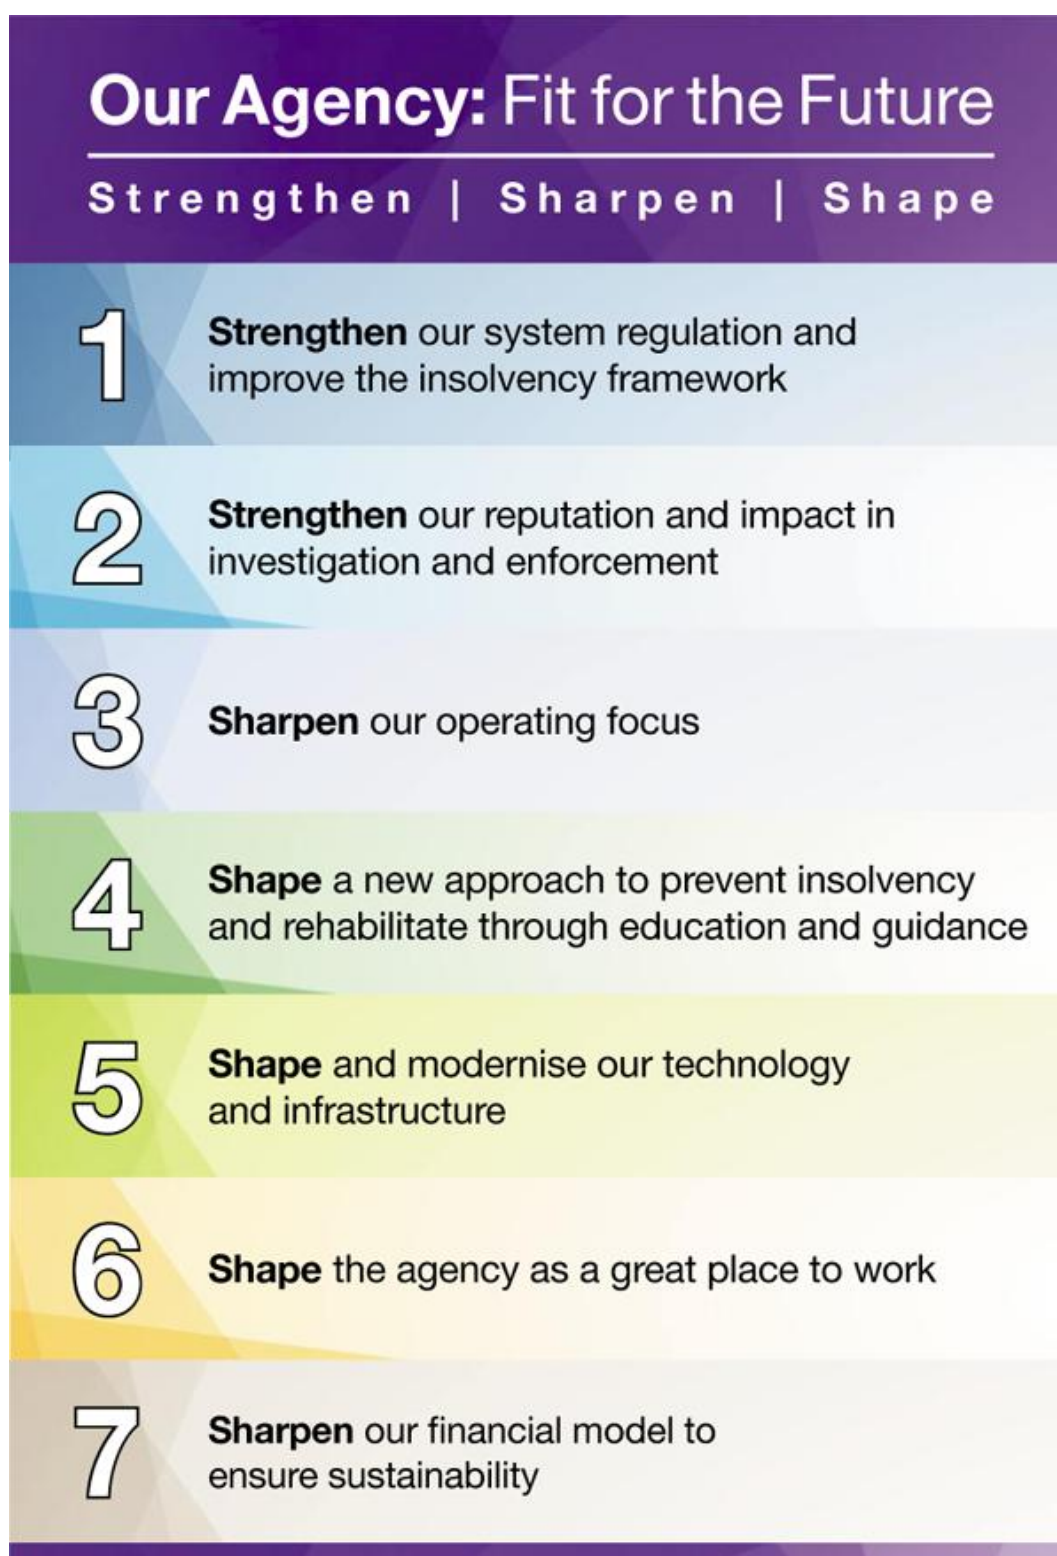 Our Agency: Fit for the Future
Strengthen | Sharpen | Shape
1
Strengthen our system regulation and
improve the insolvency framework
2
Strengthen our reputation and impact in
investigation and enforcement
3
Sharpen our operating focus
4
Shape a new approach to prevent insolvency
and rehabilitate through education and guidance
5
Shape and modernise our technology
and infrastructure
6
Shape the agency as a great place to work
7
Sharpen our financial model to
ensure sustainability